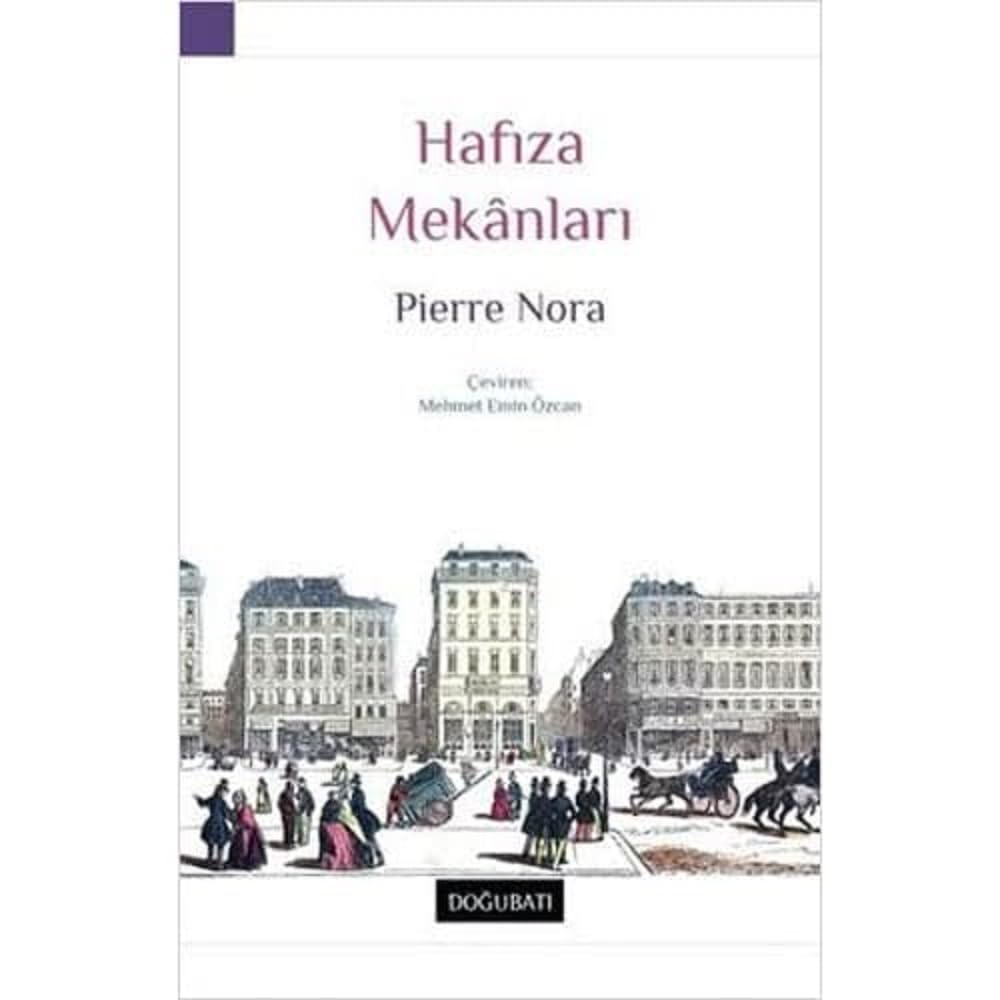 Hafıza
Mekânları
Pierre Nora
Çeviren:
Mehmet Emin Özcan
DOĞUBATI